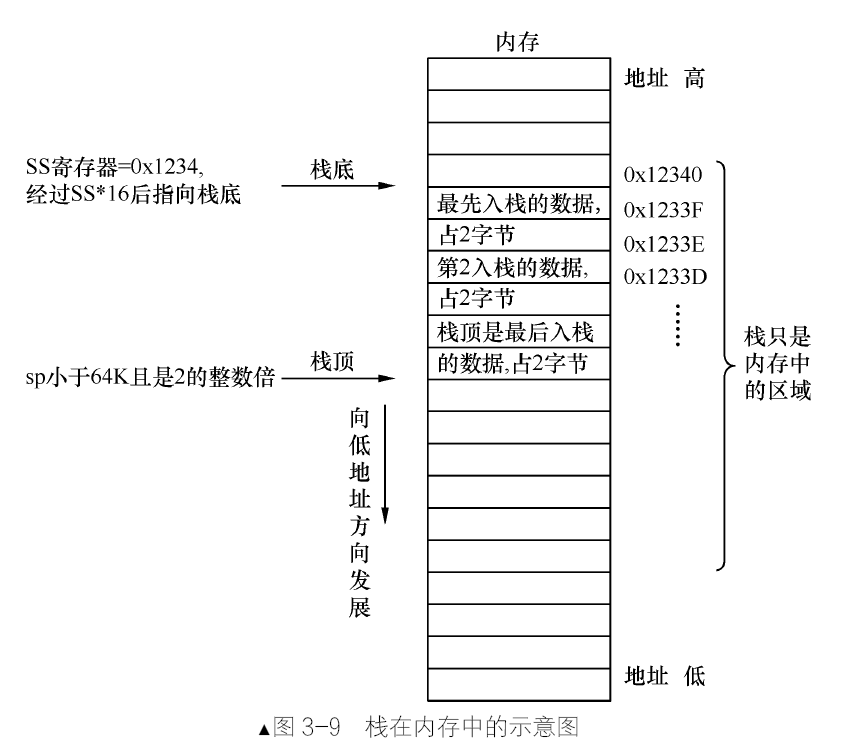 内存
地址 高
SS寄存器=0x1234,
经过SS*16后指向栈底
栈底
0x12340
最先入栈的数据,
0x1233F
占2字节
0x1233E
第2入栈的数据,
0x1233D
占2字节
栈顶是最后入栈
的数据,占2字节
栈只是
内存中
的区域
sp小于64K且是2的整数倍
栈顶
向
低
地
址
方
向
发
展
地址 低
▲图 3-9 栈在内存中的示意图